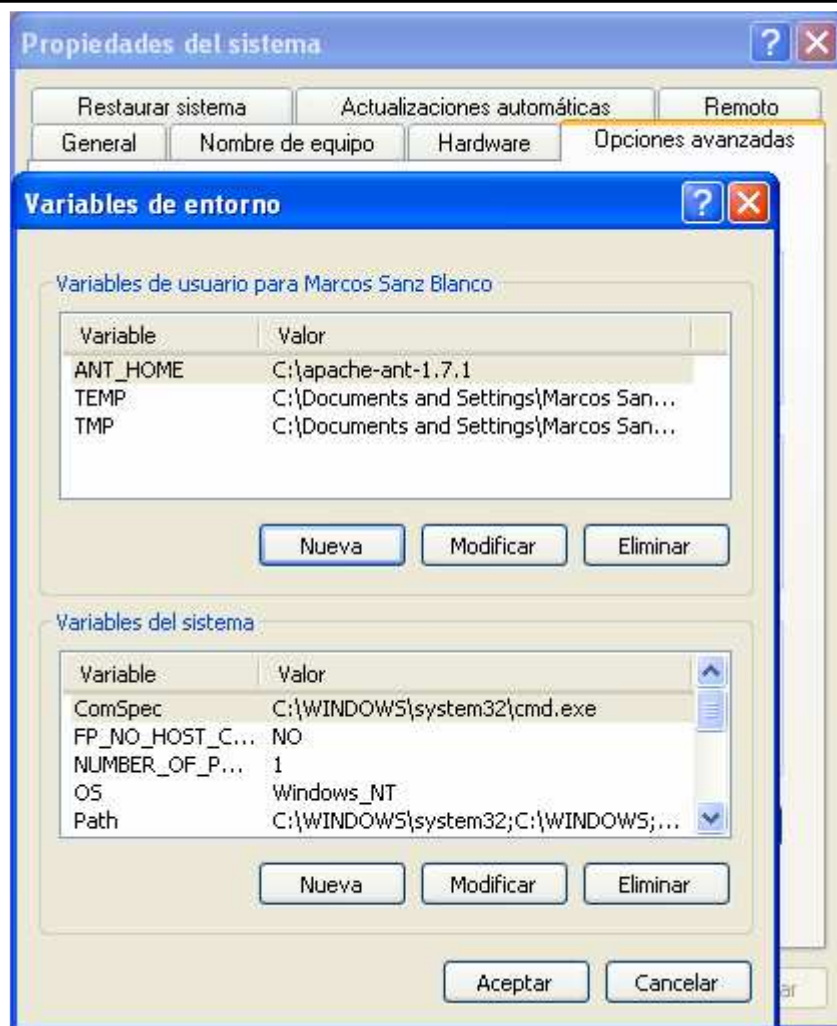 Propiedades del sistema
Restaurar sistema Actualizaciones automáticas Remoto
General Nombre de equipo Hardware Opciones avanzadas
Variables de entorno
Variables de usuario para Marcos Sanz Blanco
Variable Valor
ANT_HOME C:\apache-ant-1.7.1
TEMP C:\Documents and Settings\Marcos San...
TMP C:\Documents and Settings\Marcos San...
Nueva Modificar Eliminar
Variables del sistema
Variable Valor
ComSpec C:\WINDOWS\system32\cmd.exe
FP_NO_HOST_C... NO
NUMBER_OF_P... 1
OS Windows_NT
Path C:\WINDOWS\system32;C:\WINDOWS;...
Nueva Modificar Eliminar
Aceptar Cancelar
ar